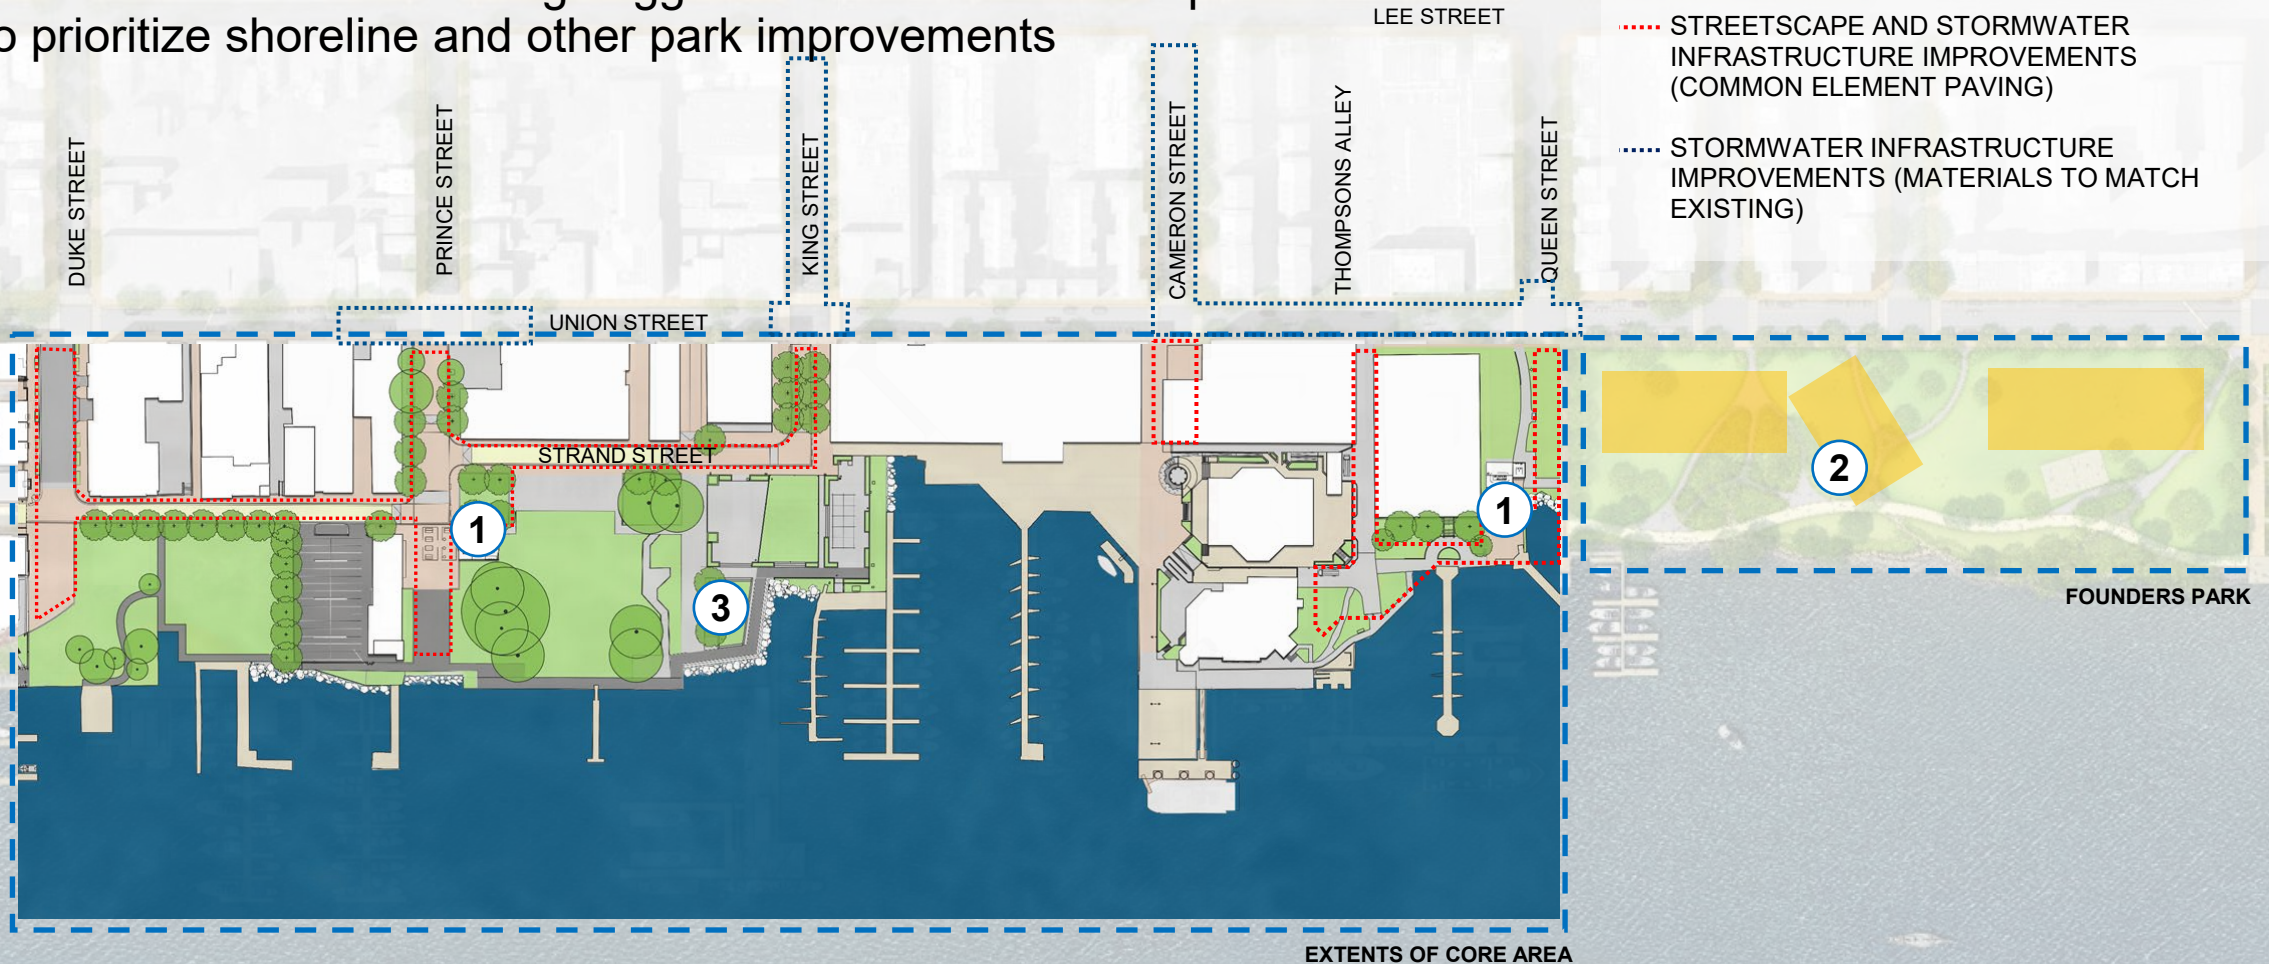 prioritize shoreline and other park improvements
LEE STREET
STREETSCAPE AND STORMWATER
INFRASTRUCTURE IMPROVEMENTS
(COMMON ELEMENT PAVING)
STORMWATER INFRASTRUCTURE
IMPROVEMENTS (MATERIALS TO MATCH
EXISTING)
DUKE STREET
PRINCE STREET
KING STREET
CAMERON STREET
THOMPSONS ALLEY
QUEEN STREET
UNION STREET
STRAND STREET
1
3
1
2
FOUNDERS PARK
EXTENTS OF CORE AREA